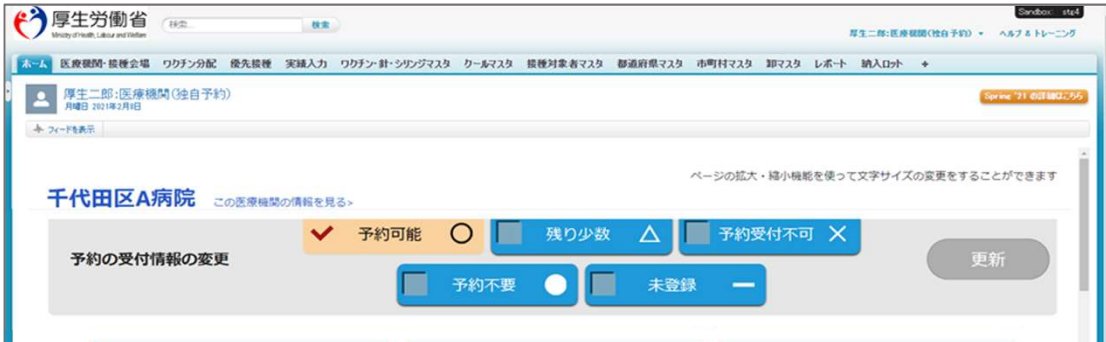 Sandbox: stg4
厚生労働省
Ministry of Health, Labour and Welfare
検索...
検索
厚生二郎:医療機関(独自予約)
ヘルプ & トレーニング
ホーム 医療機関・接種会場 ワクチン分配 優先接種 実績入力 ワクチン・針・シリンジマスタ クールマスタ 接種対象者マスタ 都道府県マスタ 市町村マスタ 卸マスタ レポート 納入ロット +
厚生二郎:医療機関(独自予約)
月曜日 2021年2月8日
Spring '21 の詳細はこちら
フィードを表示
ページの拡大・縮小機能を使って文字サイズの変更をすることができます
千代田区A病院 この医療機関の情報を見る>
予約の受付情報の変更
予約可能 ○
残り少数 △
予約受付不可 ×
予約不要 ●
未登録 ー
更新